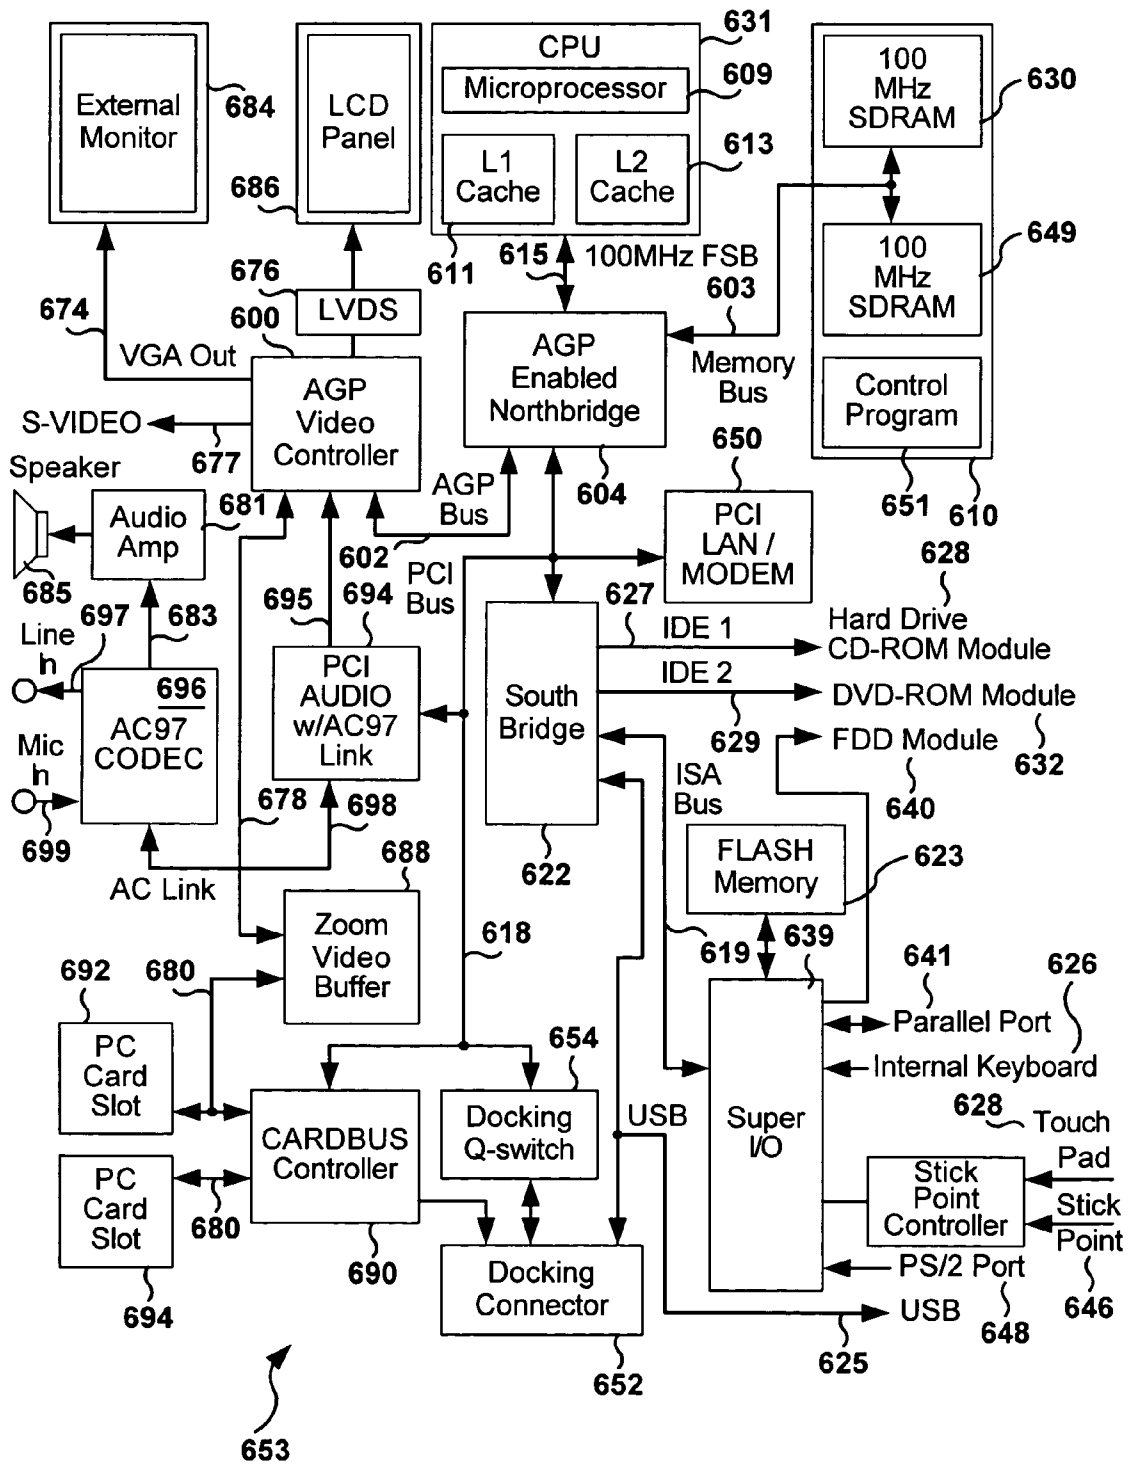 External
Monitor
684
LCD
Panel
686
CPU
631
Microprocessor
609
L1
Cache
611
L2
Cache
613
100
MHz
SDRAM
630
100
MHz
SDRAM
649
Control
Program
651
610
615
100MHz FSB
603
Memory
Bus
676
LVDS
674
600
VGA Out
AGP
Video
Controller
AGP
Enabled
Northbridge
604
S-VIDEO
677
Speaker
685
Audio
Amp
681
AGP
Bus
602
650
PCI
LAN /
MODEM
PCI
Bus
697
683
695
694
Line
In
696
AC97
CODEC
PCI
AUDIO
w/AC97
Link
Mic
In
699
678
698
AC Link
South
Bridge
622
627
IDE 1
628
Hard Drive
CD-ROM Module
IDE 2
629
DVD-ROM Module
632
FDD Module
640
ISA
Bus
619
FLASH
Memory
623
639
688
Zoom
Video
Buffer
618
692
680
PC
Card
Slot
654
Docking
Q-switch
USB
641
Parallel Port
626
Internal Keyboard
Super
I/O
628
Touch
Pad
Stick
Point
Controller
Stick
Point
646
PS/2 Port
648
USB
625
CARDBUS
Controller
690
PC
Card
Slot
680
694
Docking
Connector
652
653